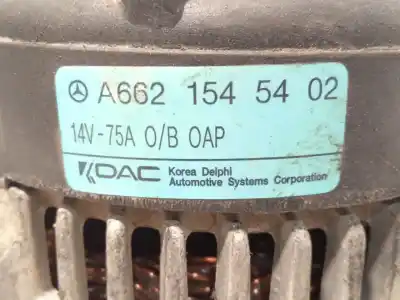 A662 154 54 02
14V-75A O/B OAP
KDAC Korea Delphi
Automotive Systems Corporation